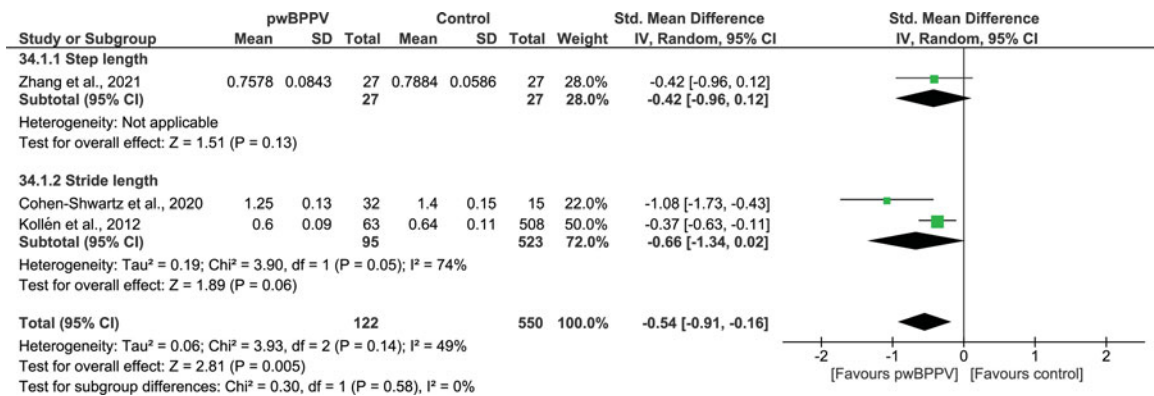 pwBPPV Control Std. Mean Difference Std. Mean Difference
Study or Subgroup Mean SD Total Mean SD Total Weight IV, Random, 95% CI IV, Random, 95% CI
34.1.1 Step length
Zhang et al., 2021 0.7578 0.0843 27 0.7884 0.0586 27 28.0% -0.42 [-0.96, 0.12]
Subtotal (95% CI) 27 27 28.0% -0.42 [-0.96, 0.12]
Heterogeneity: Not applicable
Test for overall effect: Z = 1.51 (P = 0.13)
34.1.2 Stride length
Cohen-Shwartz et al., 2020 1.25 0.13 32 1.4 0.15 15 22.0% -1.08 [-1.73, -0.43]
Kollén et al., 2012 0.6 0.09 63 0.64 0.11 508 50.0% -0.37 [-0.63, -0.11]
Subtotal (95% CI) 95 523 72.0% -0.66 [-1.34, 0.02]
Heterogeneity: Tau² = 0.19; Chi² = 3.90, df = 1 (P = 0.05); I² = 74%
Test for overall effect: Z = 1.89 (P = 0.06)
Total (95% CI) 122 550 100.0% -0.54 [-0.91, -0.16]
Heterogeneity: Tau² = 0.06; Chi² = 3.93, df = 2 (P = 0.14); I² = 49%
Test for overall effect: Z = 2.81 (P = 0.005)
Test for subgroup differences: Chi² = 0.30, df = 1 (P = 0.58), I² = 0%
-2 -1 0 1 2
[Favours pwBPPV] [Favours control]